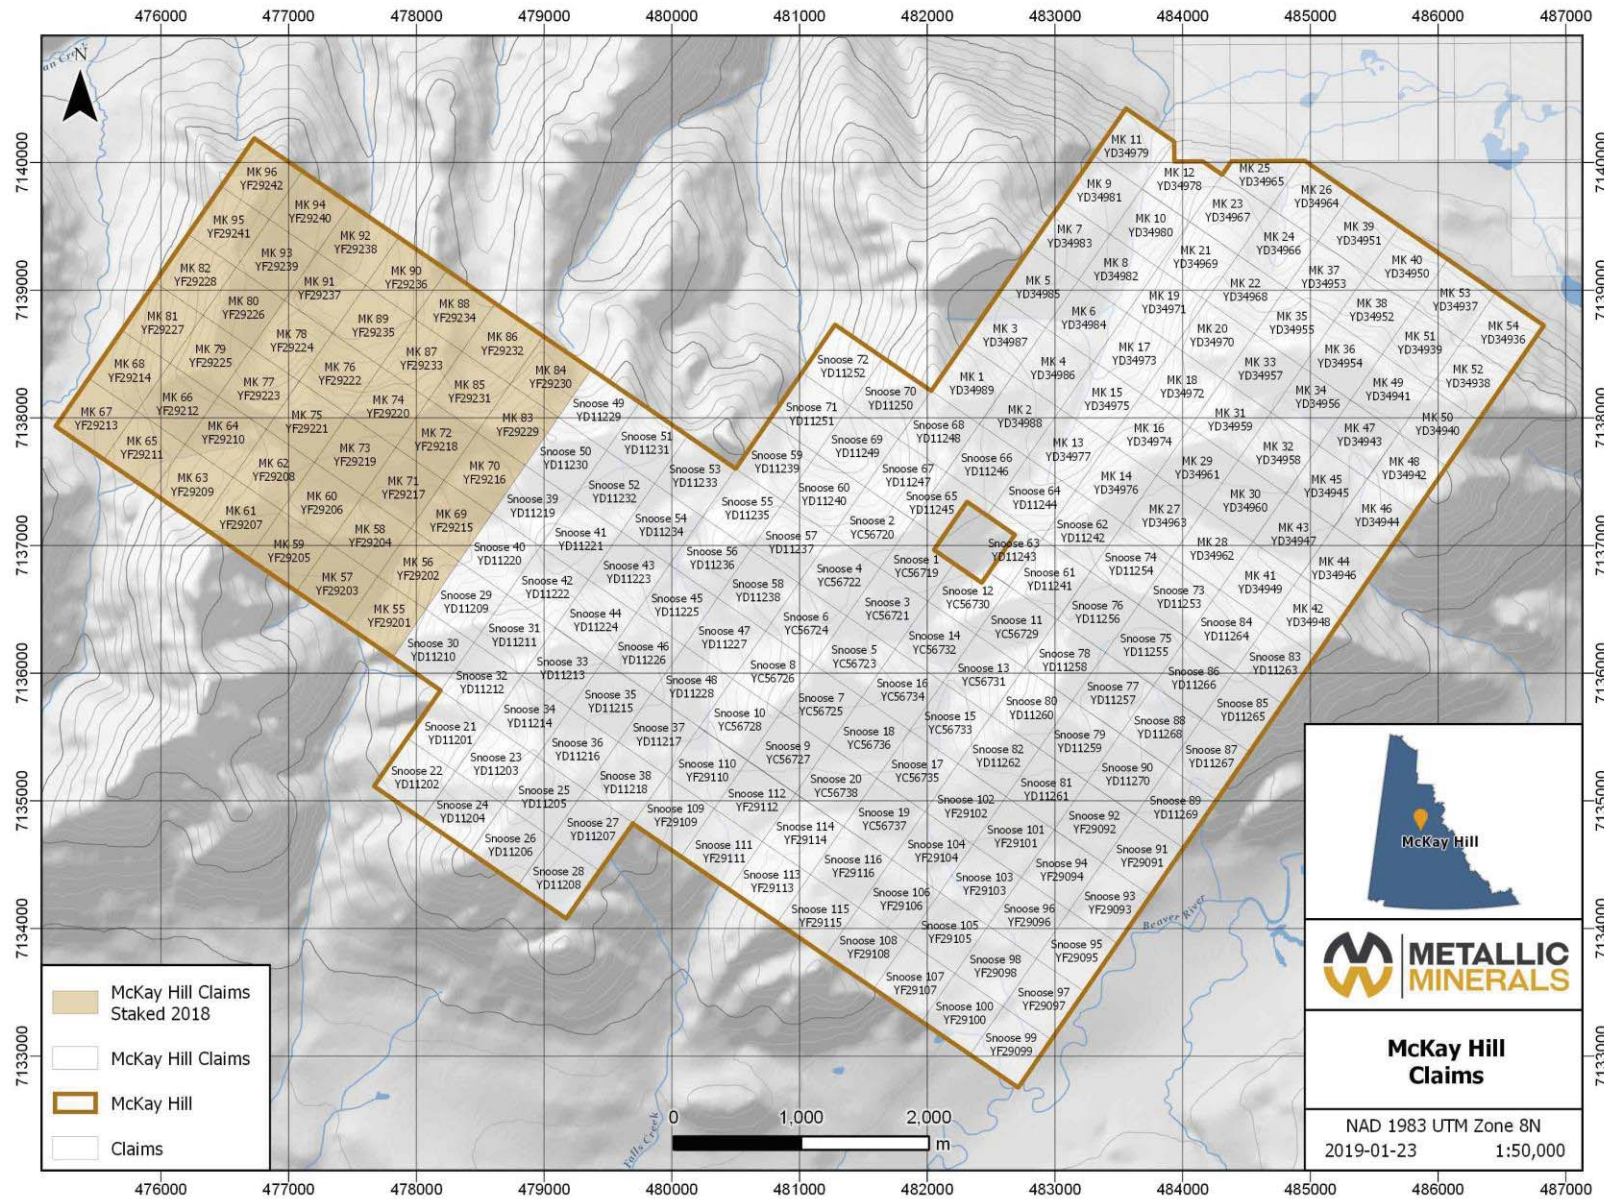 476000 477000 478000 479000 480000 481000 482000 483000 484000 485000 486000 487000
N
7140000
7139000
7138000
7137000
7136000
7135000
7134000
7133000
MK 96
YF29242
MK 94
YF29240
MK 95
YF29241
MK 92
YF29238
MK 93
YF29239
MK 82
YF29228
MK 90
YF29236
MK 91
YF29237
MK 80
YF29226
MK 88
YF29234
MK 81
YF29227
MK 89
YF29235
MK 78
YF29224
MK 86
YF29232
MK 79
YF29225
MK 87
YF29233
MK 68
YF29214
MK 76
YF29222
MK 84
YF29230
MK 77
YF29223
MK 85
YF29231
MK 66
YF29212
MK 74
YF29220
MK 67
YF29213
MK 75
YF29221
MK 83
YF29229
MK 64
YF29210
MK 72
YF29218
MK 65
YF29211
MK 73
YF29219
MK 62
YF29208
MK 70
YF29216
MK 63
YF29209
MK 71
YF29217
MK 60
YF29206
MK 61
YF29207
MK 69
YF29215
MK 58
YF29204
MK 59
YF29205
MK 56
YF29202
MK 57
YF29203
MK 55
YF29201
MK 11
YD34979
MK 12
YD34978
MK 25
YD34965
MK 9
YD34981
MK 26
YD34964
MK 23
YD34967
MK 10
YD34980
MK 39
YD34951
MK 7
YD34983
MK 24
YD34966
MK 21
YD34969
MK 40
YD34950
MK 8
YD34982
MK 37
YD34953
MK 5
YD34985
MK 22
YD34968
MK 53
YD34937
MK 19
YD34971
MK 38
YD34952
MK 6
YD34984
MK 35
YD34955
MK 54
YD34936
MK 3
YD34987
MK 20
YD34970
MK 51
YD34939
MK 17
YD34973
MK 36
YD34954
MK 4
YD34986
MK 33
YD34957
MK 52
YD34938
MK 1
YD34989
MK 18
YD34972
MK 49
YD34941
MK 15
YD34975
MK 34
YD34956
MK 2
YD34988
MK 31
YD34959
MK 50
YD34940
MK 16
YD34974
MK 47
YD34943
MK 13
YD34977
MK 32
YD34958
MK 29
YD34961
MK 48
YD34942
MK 14
YD34976
MK 45
YD34945
MK 30
YD34960
MK 27
YD34963
MK 46
YD34944
MK 43
YD34947
MK 28
YD34962
MK 44
YD34946
MK 41
YD34949
MK 42
YD34948
Snoose 72
YD11252
Snoose 70
YD11250
Snoose 49
YD11229
Snoose 71
YD11251
Snoose 68
YD11248
Snoose 51
YD11231
Snoose 69
YD11249
Snoose 50
YD11230
Snoose 59
YD11239
Snoose 66
YD11246
Snoose 53
YD11233
Snoose 67
YD11247
Snoose 52
YD11232
Snoose 60
YD11240
Snoose 64
YD11244
Snoose 39
YD11219
Snoose 55
YD11235
Snoose 65
YD11245
Snoose 54
YD11234
Snoose 2
YC56720
Snoose 62
YD11242
Snoose 41
YD11221
Snoose 57
YD11237
Snoose 63
YD11243
Snoose 40
YD11220
Snoose 56
YD11236
Snoose 1
YC56719
Snoose 74
YD11254
Snoose 43
YD11223
Snoose 4
YC56722
Snoose 61
YD11241
Snoose 42
YD11222
Snoose 58
YD11238
Snoose 12
YC56730
Snoose 73
YD11253
Snoose 29
YD11209
Snoose 45
YD11225
Snoose 3
YC56721
Snoose 76
YD11256
Snoose 44
YD11224
Snoose 6
YC56724
Snoose 11
YC56729
Snoose 84
YD11264
Snoose 31
YD11211
Snoose 47
YD11227
Snoose 14
YC56732
Snoose 75
YD11255
Snoose 30
YD11210
Snoose 46
YD11226
Snoose 5
YC56723
Snoose 78
YD11258
Snoose 83
YD11263
Snoose 33
YD11213
Snoose 8
YC56726
Snoose 13
YC56731
Snoose 86
YD11266
Snoose 32
YD11212
Snoose 48
YD11228
Snoose 16
YC56734
Snoose 77
YD11257
Snoose 35
YD11215
Snoose 7
YC56725
Snoose 80
YD11260
Snoose 85
YD11265
Snoose 34
YD11214
Snoose 10
YC56728
Snoose 15
YC56733
Snoose 88
YD11268
Snoose 21
YD11201
Snoose 37
YD11217
Snoose 18
YC56736
Snoose 79
YD11259
Snoose 36
YD11216
Snoose 9
YC56727
Snoose 82
YD11262
Snoose 87
YD11267
Snoose 23
YD11203
Snoose 110
YF29110
Snoose 17
YC56735
Snoose 90
YD11270
Snoose 22
YD11202
Snoose 38
YD11218
Snoose 20
YC56738
Snoose 81
YD11261
Snoose 25
YD11205
Snoose 112
YF29112
Snoose 102
YF29102
Snoose 89
YD11269
Snoose 24
YD11204
Snoose 109
YF29109
Snoose 19
YC56737
Snoose 92
YF29092
Snoose 27
YD11207
Snoose 114
YF29114
Snoose 101
YF29101
Snoose 26
YD11206
Snoose 111
YF29111
Snoose 104
YF29104
Snoose 91
YF29091
Snoose 116
YF29116
Snoose 94
YF29094
Snoose 28
YD11208
Snoose 113
YF29113
Snoose 103
YF29103
Snoose 106
YF29106
Snoose 93
YF29093
Snoose 115
YF29115
Snoose 96
YF29096
Snoose 105
YF29105
Snoose 108
YF29108
Snoose 95
YF29095
Snoose 98
YF29098
Snoose 107
YF29107
Snoose 97
YF29097
Snoose 100
YF29100
Snoose 99
YF29099
Beaver River
Falls Creek
McKay Hill Claims
Staked 2018
McKay Hill Claims
McKay Hill
Claims
0 1,000 2,000
m
McKay Hill
METALLIC
MINERALS
McKay Hill
Claims
NAD 1983 UTM Zone 8N
2019-01-23 1:50,000
7140000
7139000
7138000
7137000
7136000
7135000
7134000
7133000
476000 477000 478000 479000 480000 481000 482000 483000 484000 485000 486000 487000